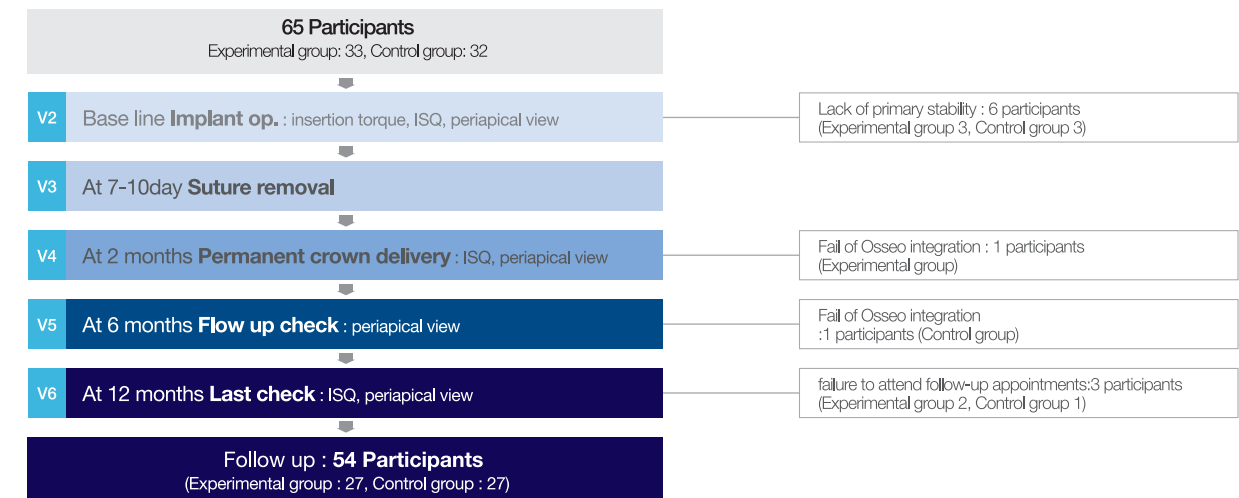 65 Participants
Experimental group: 33, Control group: 32
V2 Base line Implant op. : insertion torque, ISQ, periapical view
Lack of primary stability : 6 participants
(Experimental group 3, Control group 3)
V3 At 7-10day Suture removal
V4 At 2 months Permanent crown delivery : ISQ, periapical view
Fail of Osseo integration : 1 participants
(Experimental group)
V5 At 6 months Flow up check : periapical view
Fail of Osseo integration
:1 participants (Control group)
V6 At 12 months Last check : ISQ, periapical view
failure to attend follow-up appointments:3 participants
(Experimental group 2, Control group 1)
Follow up : 54 Participants
(Experimental group : 27, Control group : 27)